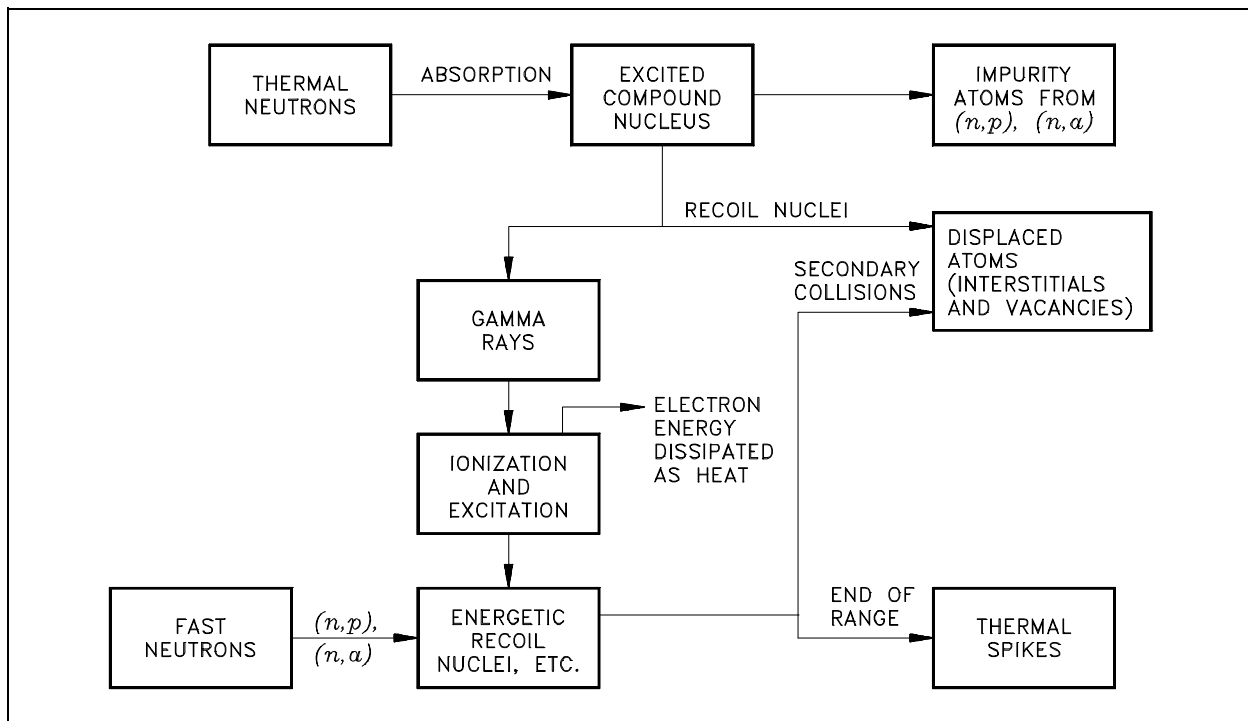 THERMAL
NEUTRONS
ABSORPTION
EXCITED
COMPOUND
NUCLEUS
IMPURITY
ATOMS FROM
(n,p), (n,a)
RECOIL NUCLEI
DISPLACED
ATOMS
(INTERSTITIALS
AND VACANCIES)
SECONDARY
COLLISIONS
GAMMA
RAYS
ELECTRON
ENERGY
DISSIPATED
AS HEAT
IONIZATION
AND
EXCITATION
FAST
NEUTRONS
(n,p),
(n,a)
ENERGETIC
RECOIL
NUCLEI, ETC.
END OF
RANGE
THERMAL
SPIKES